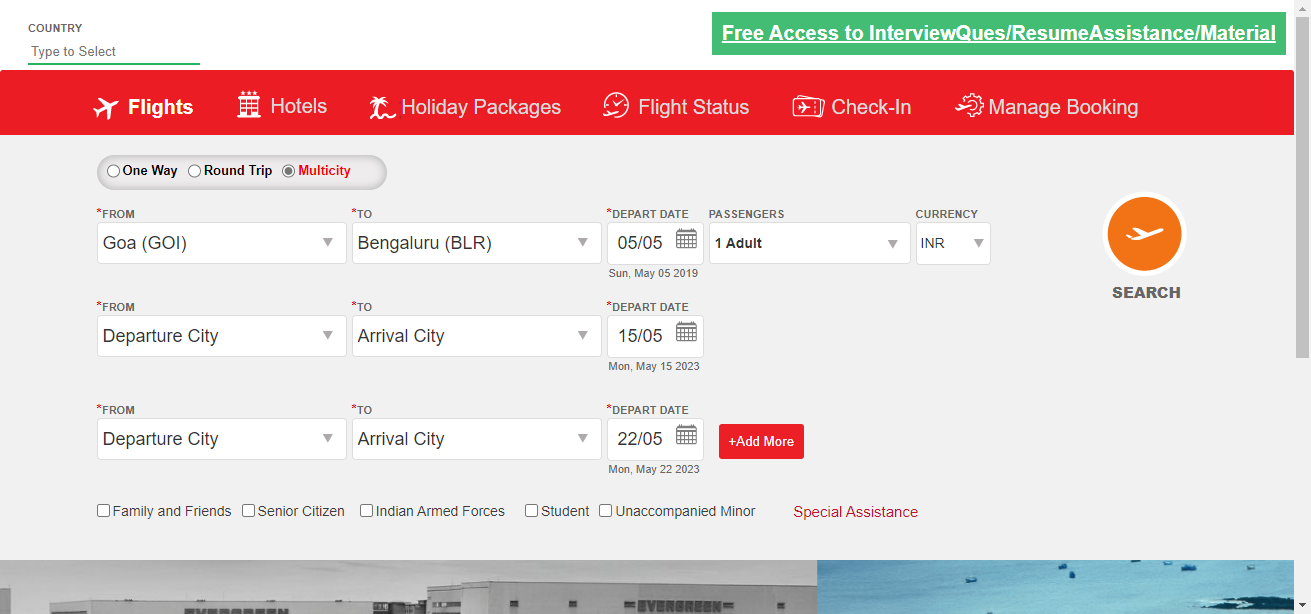 COUNTRY
Type to Select
Free Access to InterviewQues/ResumeAssistance/Material
Flights Hotels Holiday Packages Flight Status Check-In Manage Booking
One Way Round Trip Multicity
*FROM *TO *DEPART DATE PASSENGERS CURRENCY
Goa (GOI) Bengaluru (BLR) 05/05 1 Adult INR
Sun, May 05 2019
SEARCH
*FROM *TO *DEPART DATE
Departure City Arrival City 15/05
Mon, May 15 2023
*FROM *TO *DEPART DATE
Departure City Arrival City 22/05 +Add More
Mon, May 22 2023
Family and Friends Senior Citizen Indian Armed Forces Student Unaccompanied Minor Special Assistance
EVERGREEN EVERGREEN